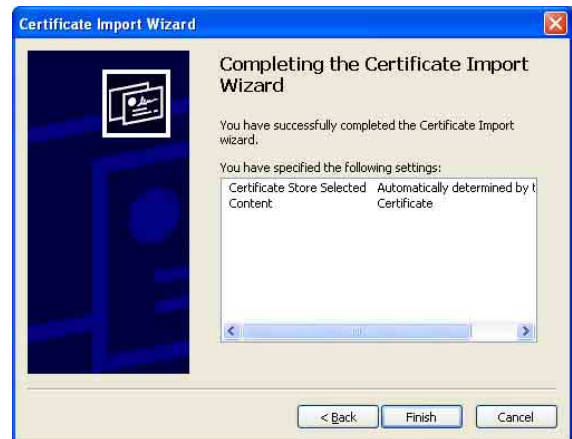 Certificate Import Wizard
Completing the Certificate Import
Wizard
You have successfully completed the Certificate Import
wizard.
You have specified the following settings:
Certificate Store Selected Automatically determined by t
Content Certificate
< Back Finish Cancel